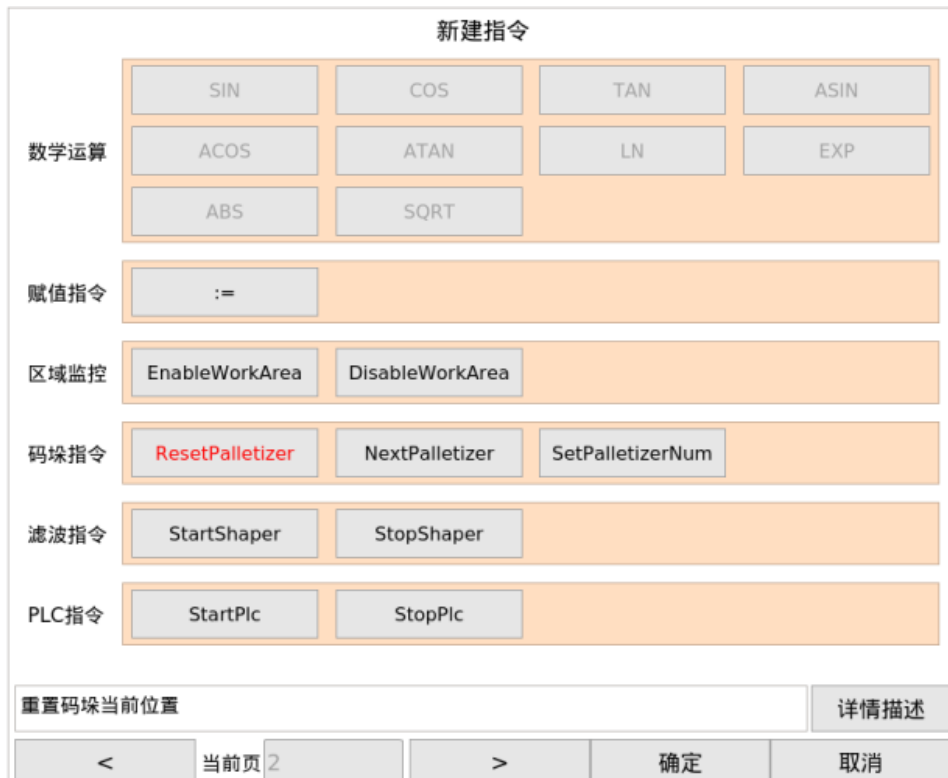 新建指令
SIN COS TAN ASIN
数学运算 ACOS ATAN LN EXP
ABS SQRT
赋值指令 :=
区域监控 EnableWorkArea DisableWorkArea
码垛指令 ResetPalletizer NextPalletizer SetPalletizerNum
滤波指令 StartShaper StopShaper
PLC指令 StartPlc StopPlc
重置码垛当前位置 详情描述
< 当前页 2 > 确定 取消